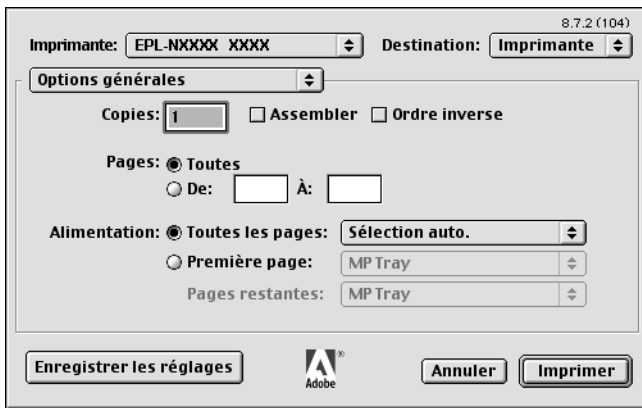 8.7.2 (104)
Imprimante: EPL-NXXXX XXXX Destination: Imprimante
Options générales
Copies: 1 Assembler Ordre inverse
Pages: Toutes
De: À:
Alimentation: Toutes les pages: Sélection auto.
Première page: MP Tray
Pages restantes: MP Tray
Enregistrer les réglages Adobe ® Annuler Imprimer